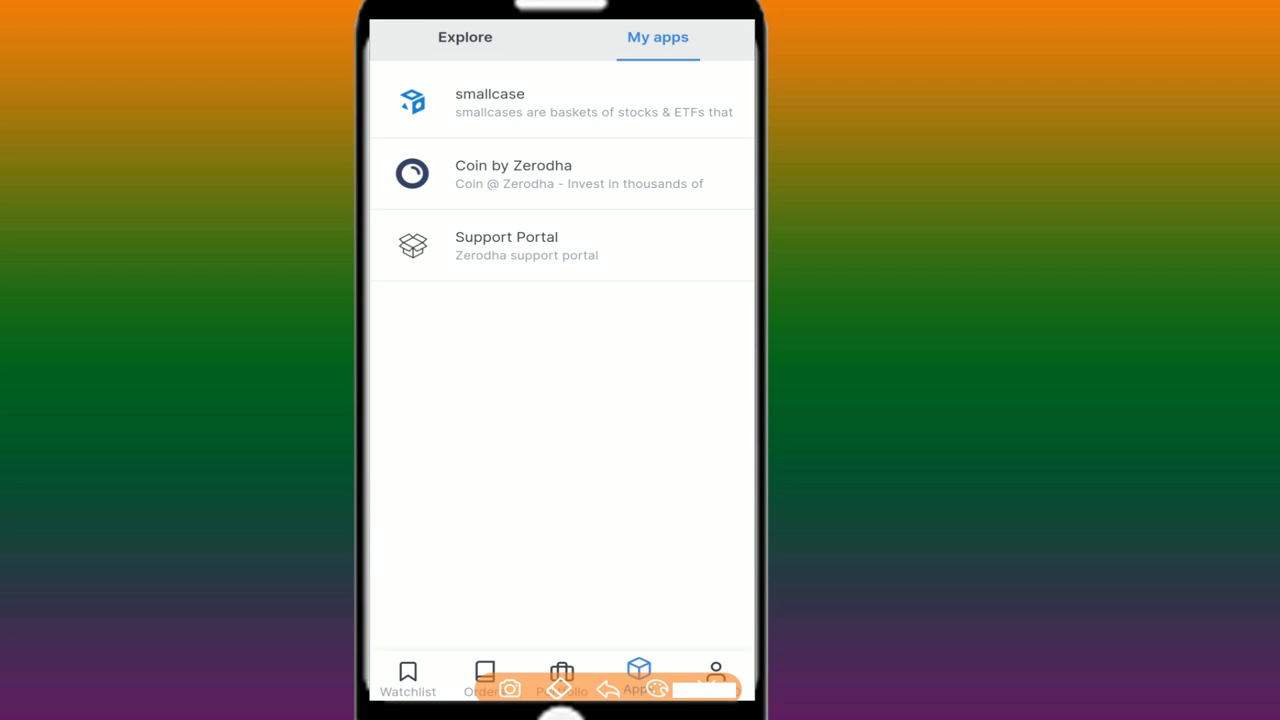 Explore
My apps
smallcase
smallcases are baskets of stocks & ETFs that
Coin by Zerodha
Coin @ Zerodha - Invest in thousands of
Support Portal
Zerodha support portal
Watchlist